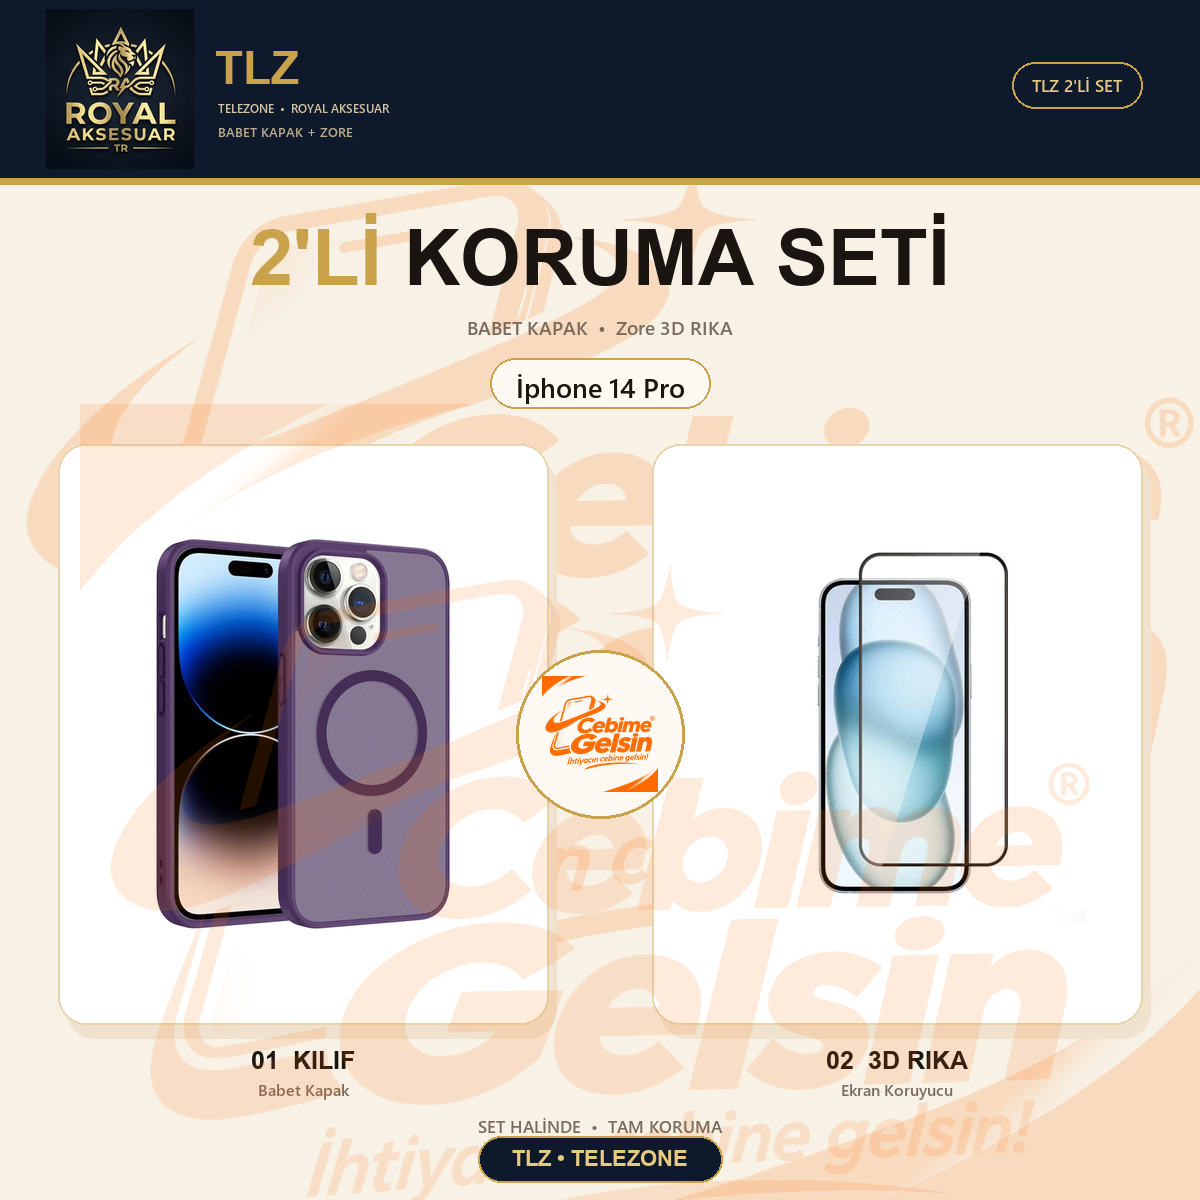 ROYAL
AKSESUAR
TR
TLZ
TELEZONE • ROYAL AKSESUAR
BABET KAPAK + ZORE
TLZ 2'Lİ SET
2'Lİ KORUMA SETİ
BABET KAPAK • Zore 3D RIKA
İphone 14 Pro
Cebime
Gelsin
İhtiyacın cebine gelsin!
Cebime
Gelsin
®
01 KILIF
Babet Kapak
02 3D RIKA
Ekran Koruyucu
SET HALİNDE • TAM KORUMA
TLZ • TELEZONE